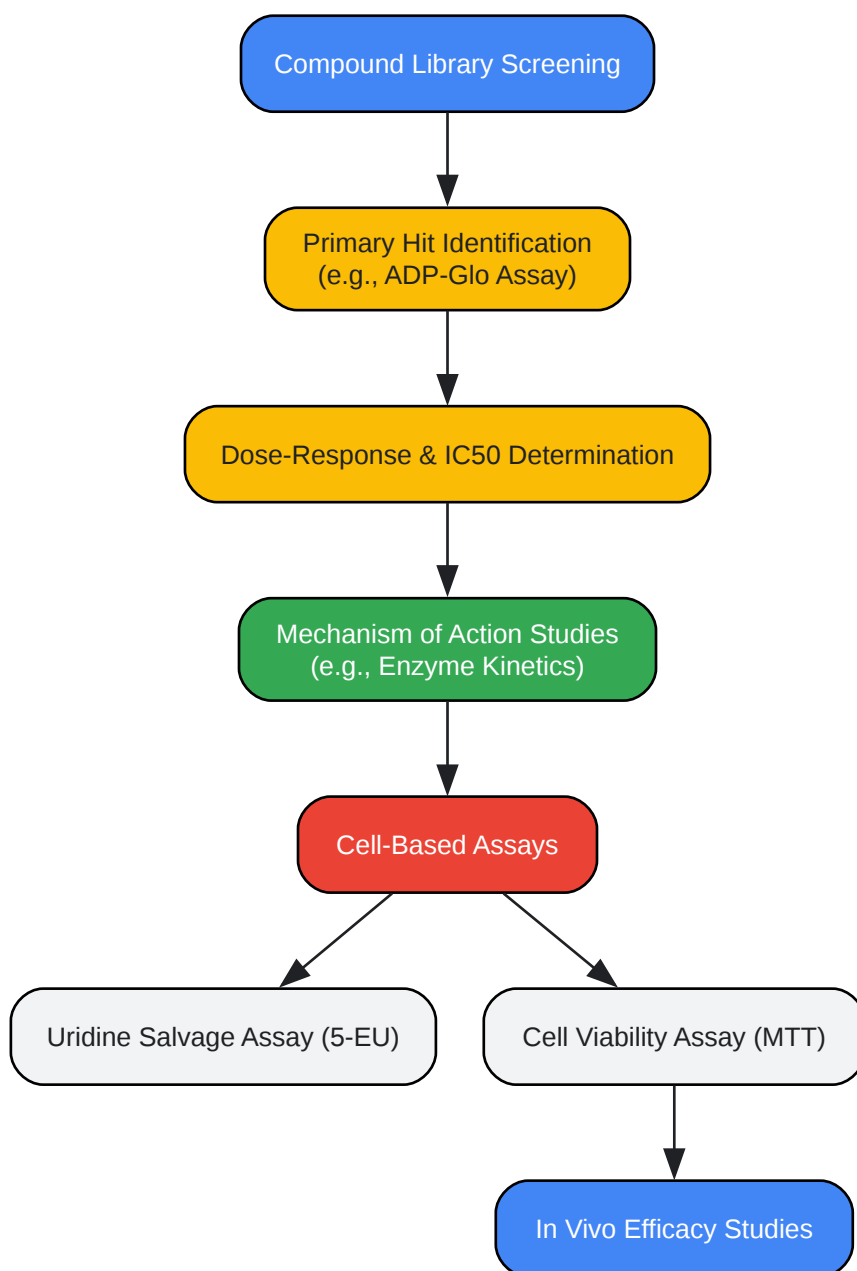 Compound Library Screening
Primary Hit Identification
(e.g., ADP-Glo Assay)
Dose-Response & IC50 Determination
Mechanism of Action Studies
(e.g., Enzyme Kinetics)
Cell-Based Assays
Uridine Salvage Assay (5-EU)
Cell Viability Assay (MTT)
In Vivo Efficacy Studies